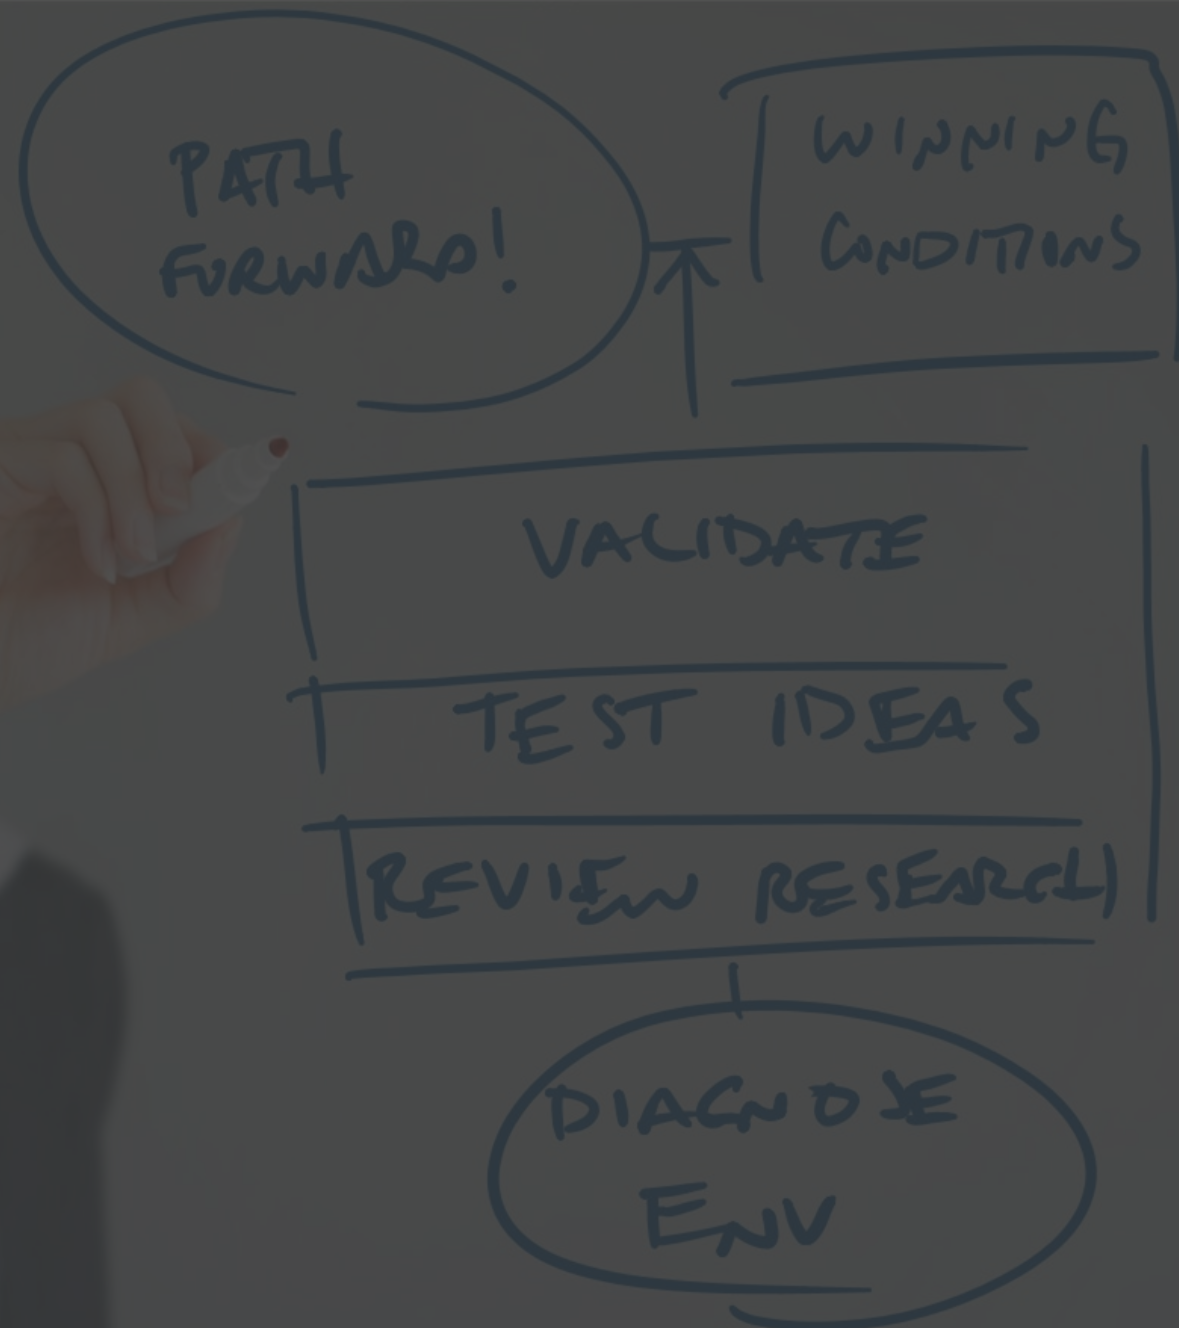 PATH
FORWARD!
WINNING
CONDITIONS
VALIDATE
TEST IDEAS
REVIEW RESEARCH
DIAGNOSE
ENV